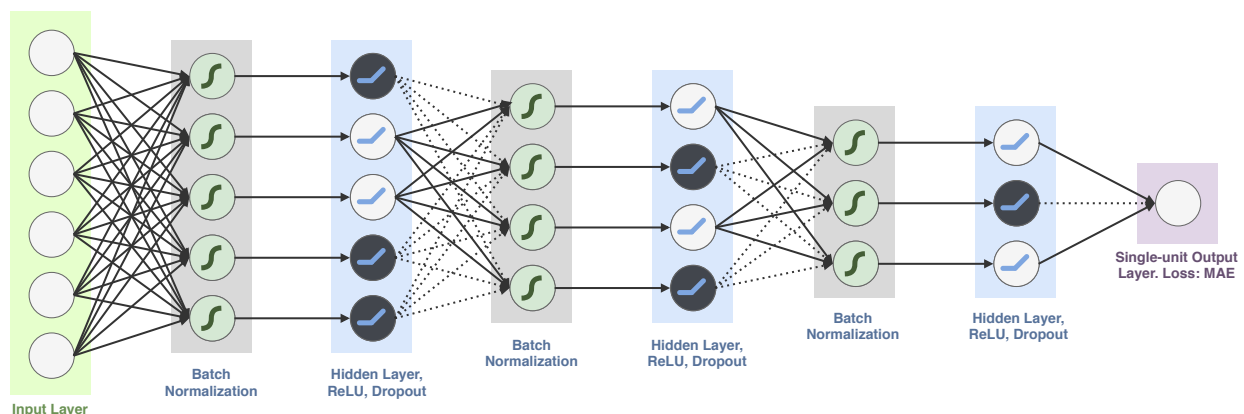 Input Layer
Batch
Normalization
Hidden Layer,
ReLU, Dropout
Batch
Normalization
Hidden Layer,
ReLU, Dropout
Batch
Normalization
Hidden Layer,
ReLU, Dropout
Single-unit Output
Layer. Loss: MAE